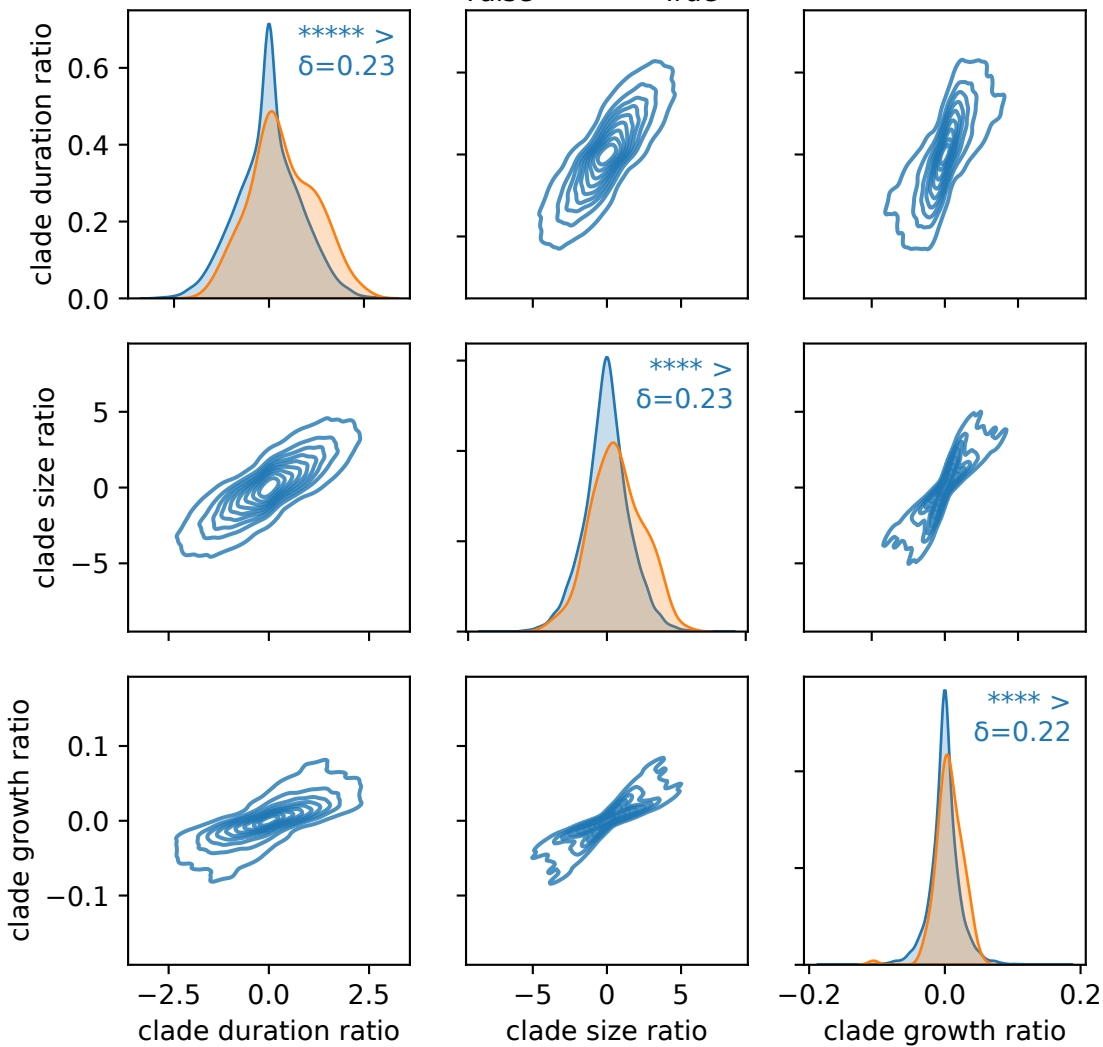 ***** >
δ=0.23
clade duration ratio
0.6
0.4
0.2
0.0
**** >
δ=0.23
clade size ratio
5
0
−5
**** >
δ=0.22
clade growth ratio
0.1
0.0
−0.1
−2.5 0.0 2.5
−5 0 5
−0.2 0.0 0.2
clade duration ratio
clade size ratio
clade growth ratio